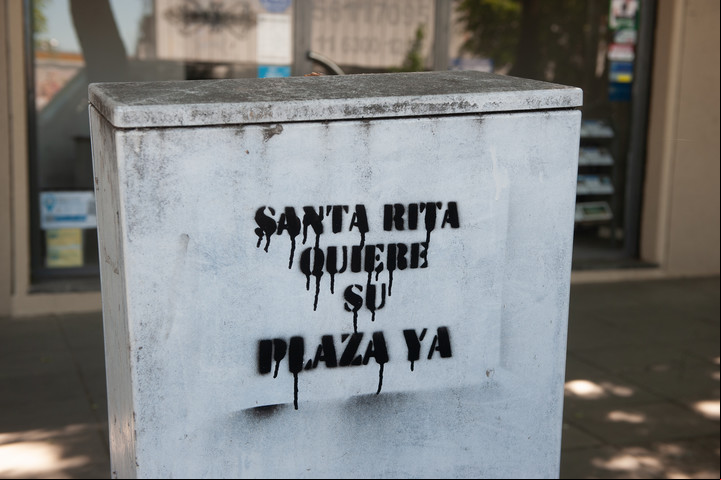 SANTA RITA
QUIERE
SU
PLAZA YA